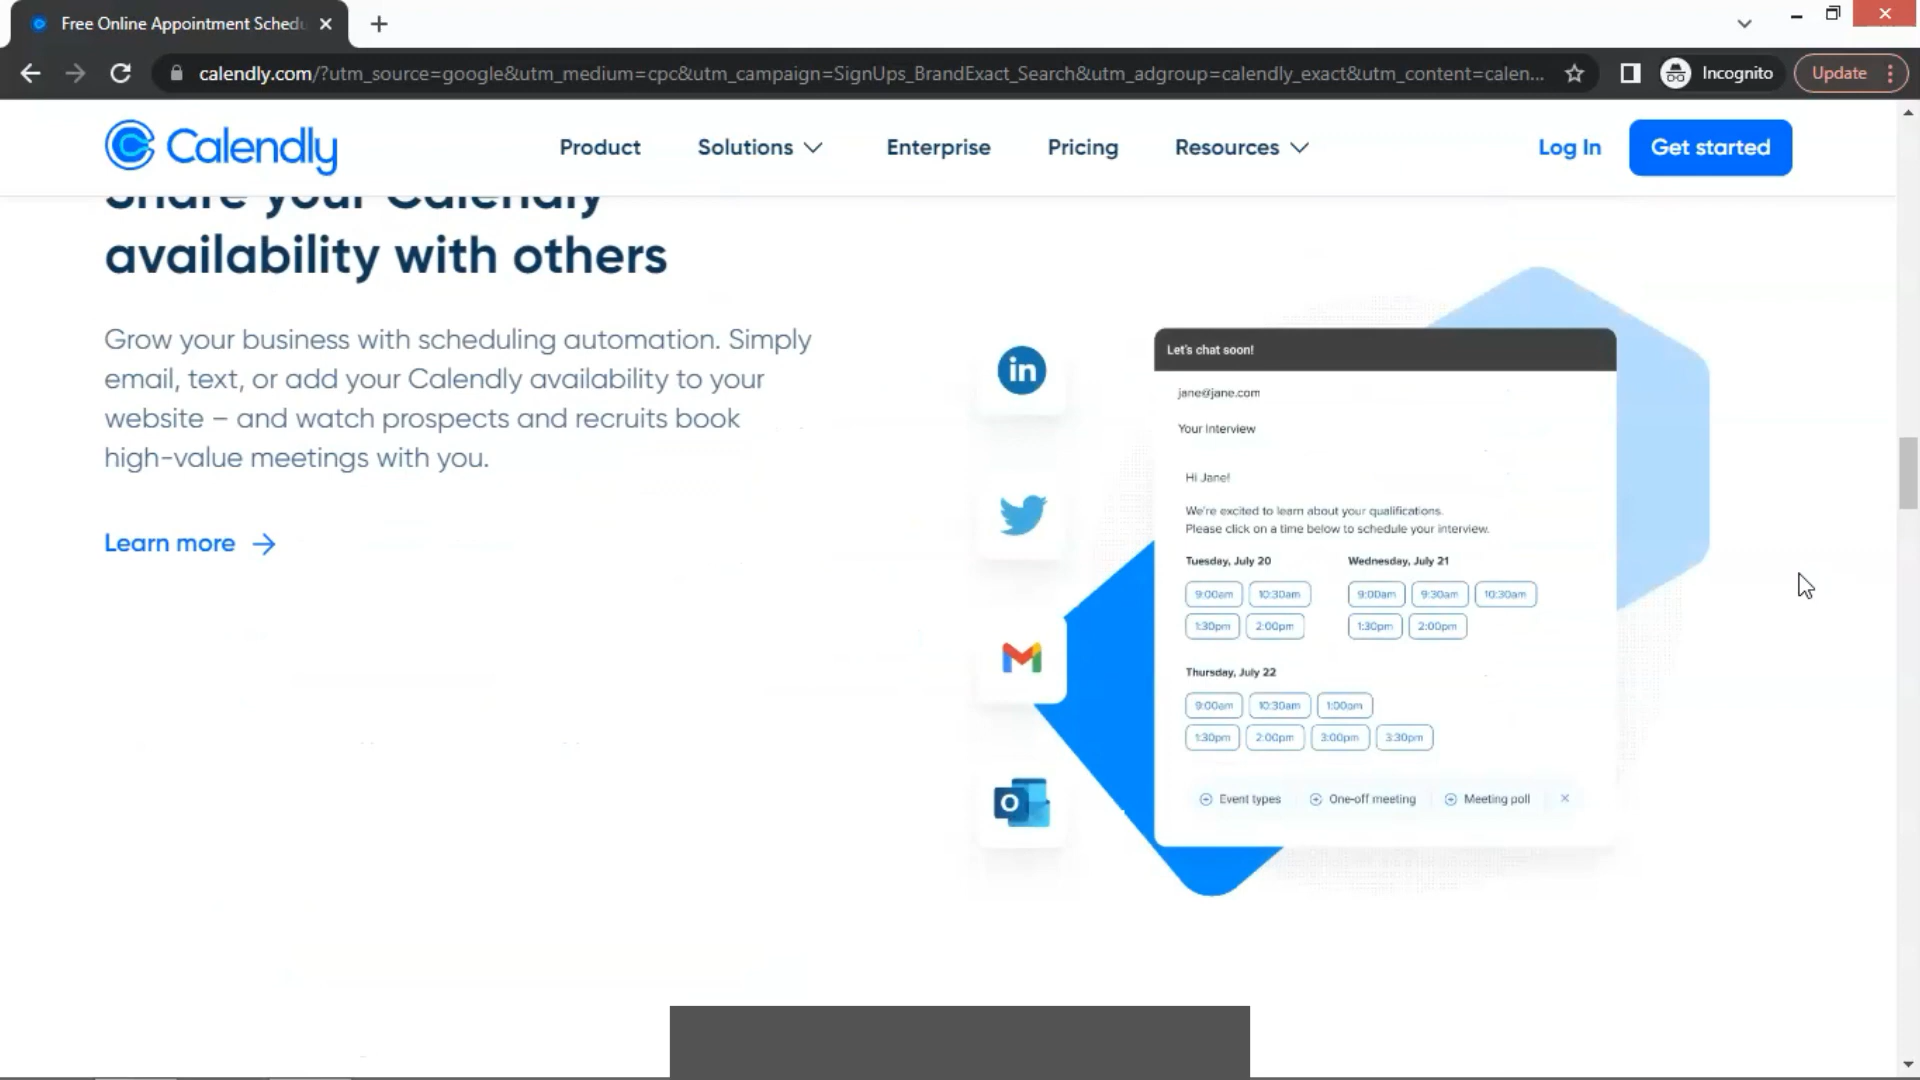 Free Online Appointment Sched
calendly.com/?utm_source=google&utm_medium=cpc&utm_campaign=SignUps_BrandExact_Search&utm_adgroup=calendly_exact&utm_content=calen...
Incognito
Update
Calendly
Product
Solutions
Enterprise
Pricing
Resources
Log In
Get started
Share your Calendly
availability with others
Grow your business with scheduling automation. Simply
email, text, or add your Calendly availability to your
website – and watch prospects and recruits book
high-value meetings with you.
Learn more
in
O
Let's chat soon!
jane@jane.com
Your Interview
Hi Jane!
We're excited to learn about your qualifications.
Please click on a time below to schedule your interview.
Tuesday, July 20
9:00am 10:30am
1:30pm 2:00pm
Wednesday, July 21
9:00am 9:30am 10:30am
1:30pm 2:00pm
Thursday, July 22
9:00am 10:30am 1:00pm
1:30pm 2:00pm 3:00pm 3:30pm
Event types One-off meeting Meeting poll